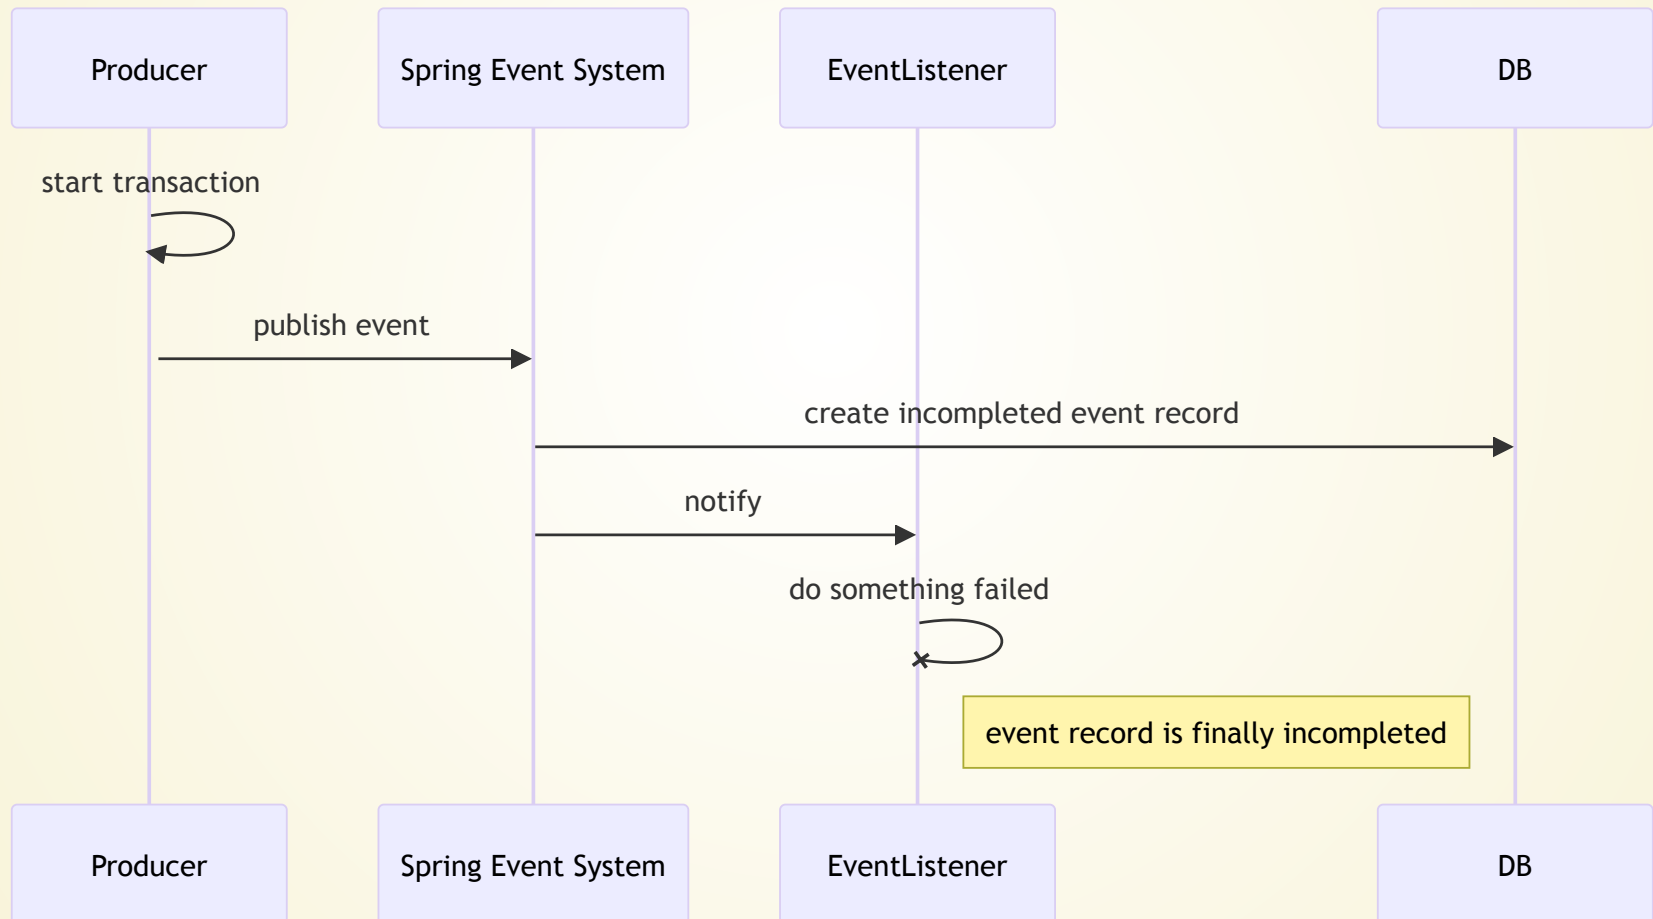 Producer
Spring Event System
EventListener
DB
start transaction
publish event
create incompleted event record
notify
do something failed
event record is finally incompleted
Producer
Spring Event System
EventListener
DB